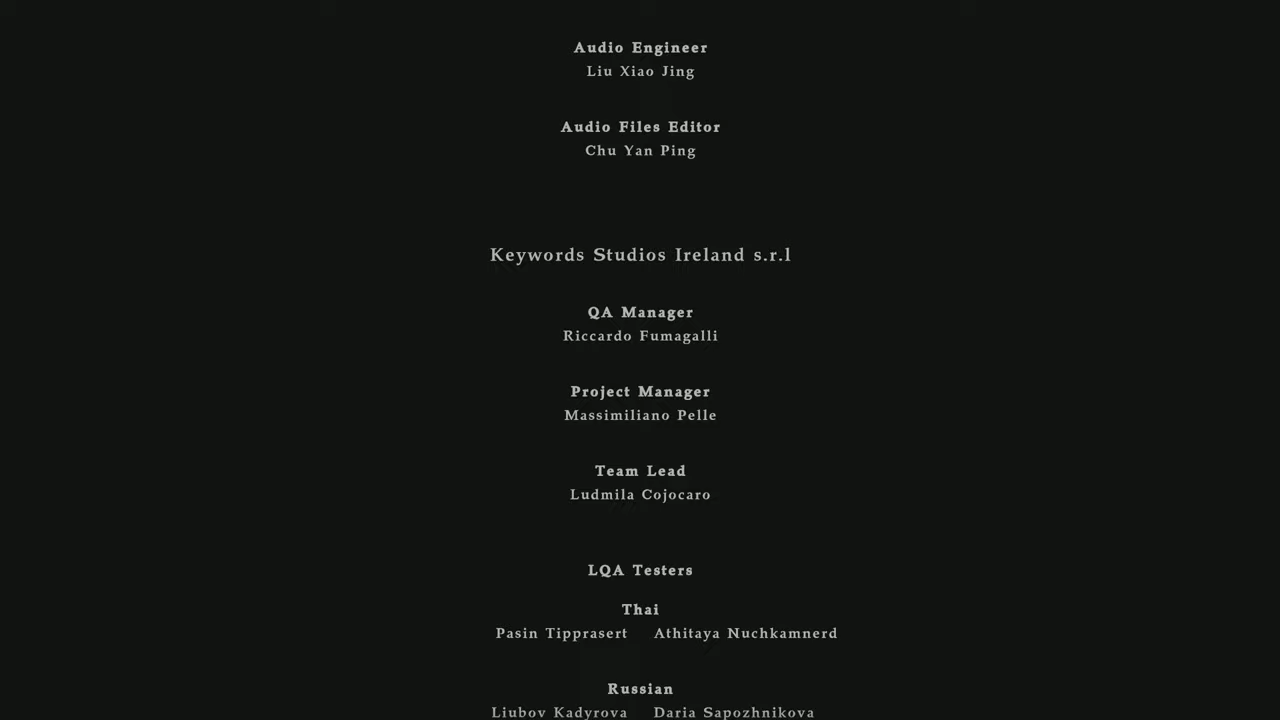 Audio Engineer
Liu Xiao Jing
Audio Files Editor
Chu Yan Ping
Keywords Studios Ireland s.r.l
QA Manager
Riccardo Fumagalli
Project Manager
Massimiliano Pelle
Team Lead
Ludmila Cojocaro
LQA Testers
Thai
Pasin Tipprasert Athitaya Nuchkamnerd
Russian
Liubov Kadyrova Daria Sapozhnikova